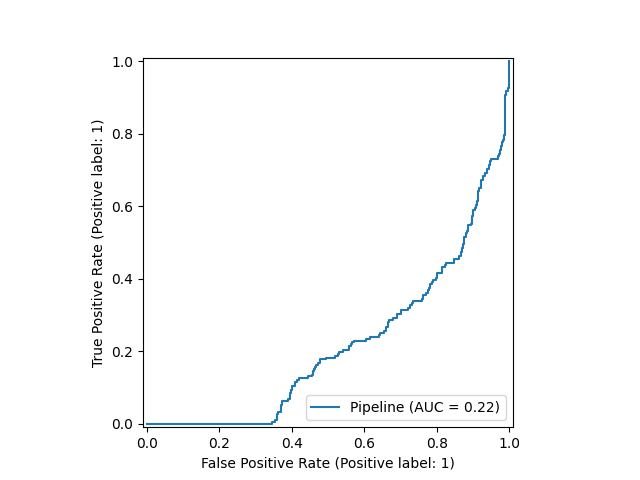 1.0
0.8
0.6
0.4
0.2
0.0
True Positive Rate (Positive label: 1)
Pipeline (AUC = 0.22)
0.0 0.2 0.4 0.6 0.8 1.0
False Positive Rate (Positive label: 1)